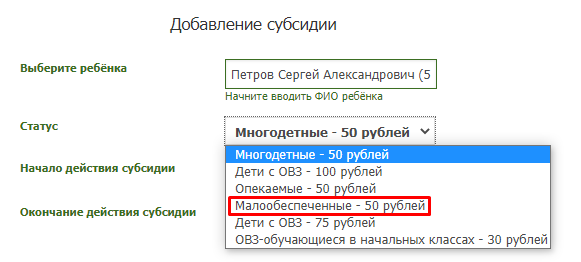 Добавление субсидии
Выберите ребёнка
Петров Сергей Александрович (5
Начните вводить ФИО ребёнка
Статус
Многодетные - 50 рублей
Многодетные - 50 рублей
Дети с ОВЗ - 100 рублей
Начало действия субсидии
Опекаемые - 50 рублей
Малообеспеченные - 50 рублей
Окончание действия субсидии
Дети с ОВЗ - 75 рублей
ОВЗ-обучающиеся в начальных классах - 30 рублей